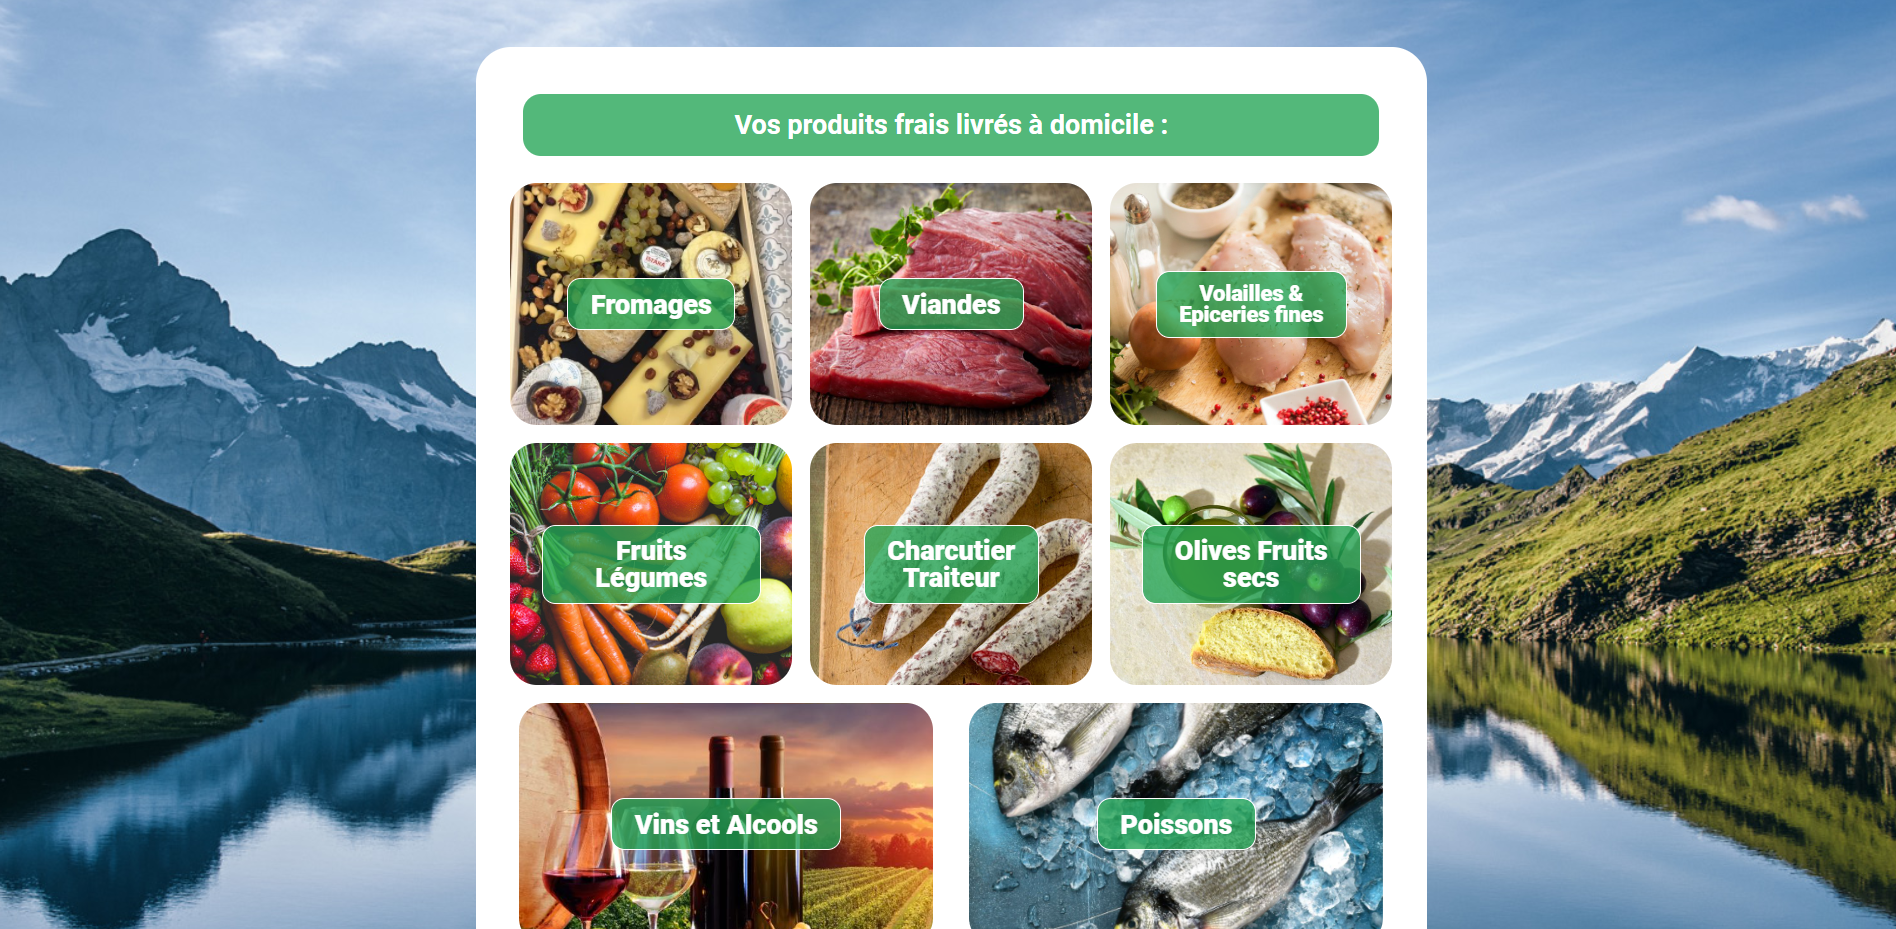 Vos produits frais livrés à domicile :
Fromages
Viandes
Volailles &
Epiceries fines
Fruits
Légumes
Charcutier
Traiteur
Olives Fruits
secs
Vins et Alcools
Poissons